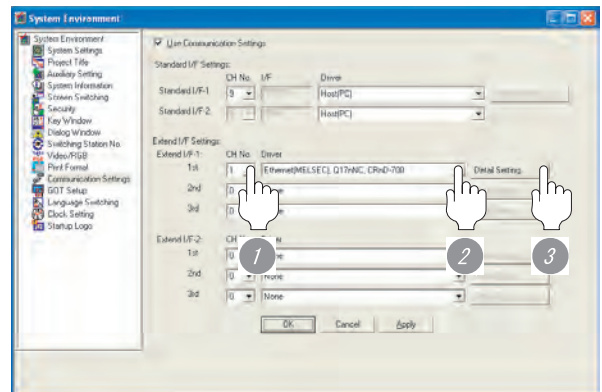 System Environment
System Environment
System Settings
Project Title
Auxiliary Setting
System Information
Screen Switching
Security
Key Window
Dialog Window
Switching Station No.
Video/RGB
Print Format
Communication Settings
GOT Setup
Language Switching
Clock Setting
Startup Logo
Use Communication Settings
Standard I/F Settings:
CH No. I/F Driver
Standard I/F-1 9 Host(PC)
Standard I/F-2 Host(PC)
Extend I/F Settings:
Extend I/F-1: CH No. Driver
1st 1 Ethernet(MELSEC), Q17nNC, CRnD-700 Detail Setting
2nd 0
3rd 0
Extend I/F-2:
1st 0
2nd 0 None
3rd 0 None
OK Cancel Apply
1 2 3